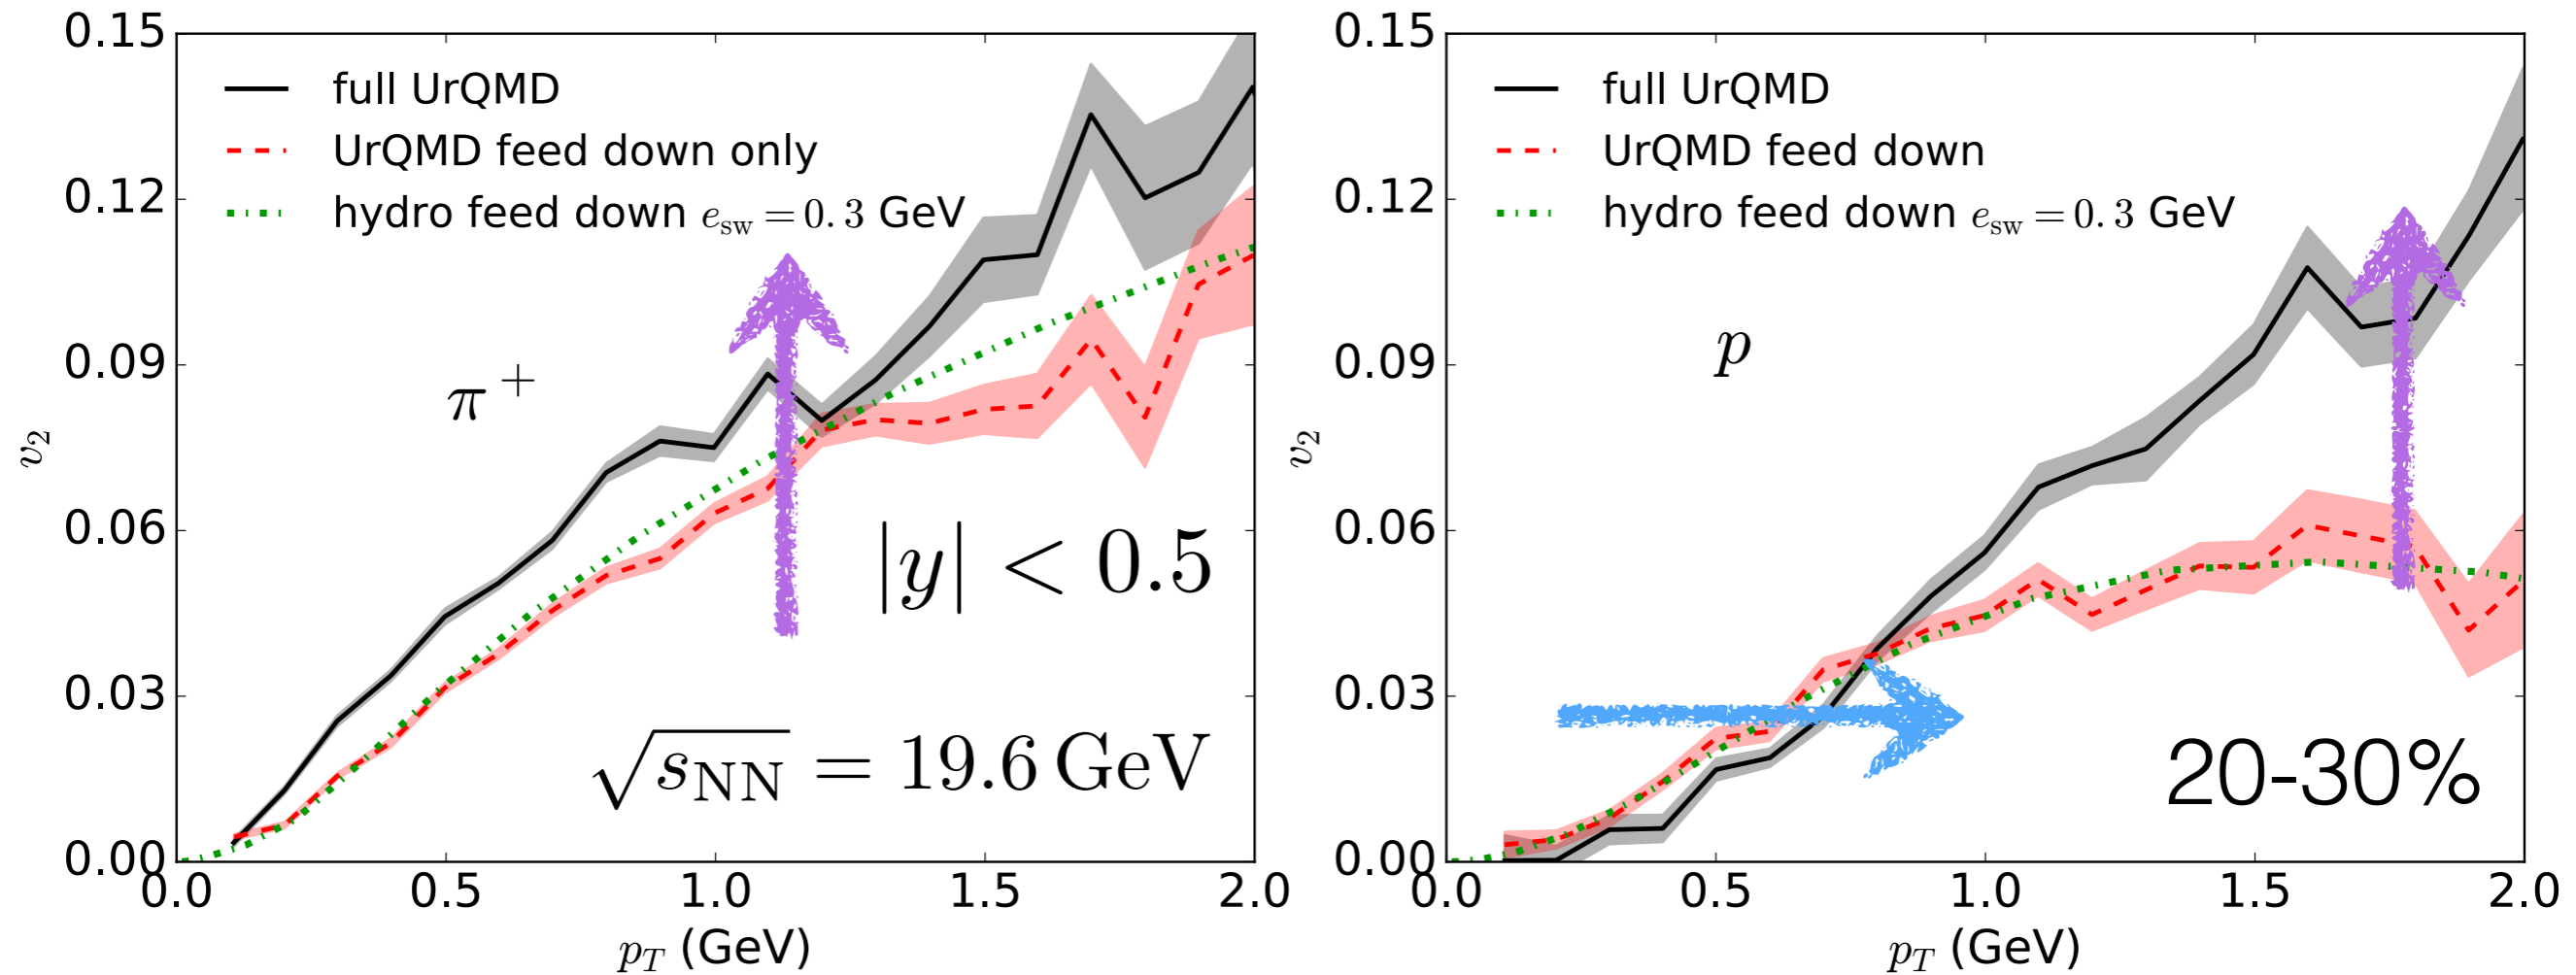 0.15
0.12
0.09
0.06
0.03
0.00
v₂
full UrQMD
UrQMD feed down only
hydro feed down e_sw = 0.3 GeV
π⁺
|y| < 0.5
√s_NN = 19.6 GeV
0.0 0.5 1.0 1.5 2.0
p_T (GeV)
0.15
0.12
0.09
0.06
0.03
0.00
v₂
full UrQMD
UrQMD feed down
hydro feed down e_sw = 0.3 GeV
p
20-30%
0.0 0.5 1.0 1.5 2.0
p_T (GeV)